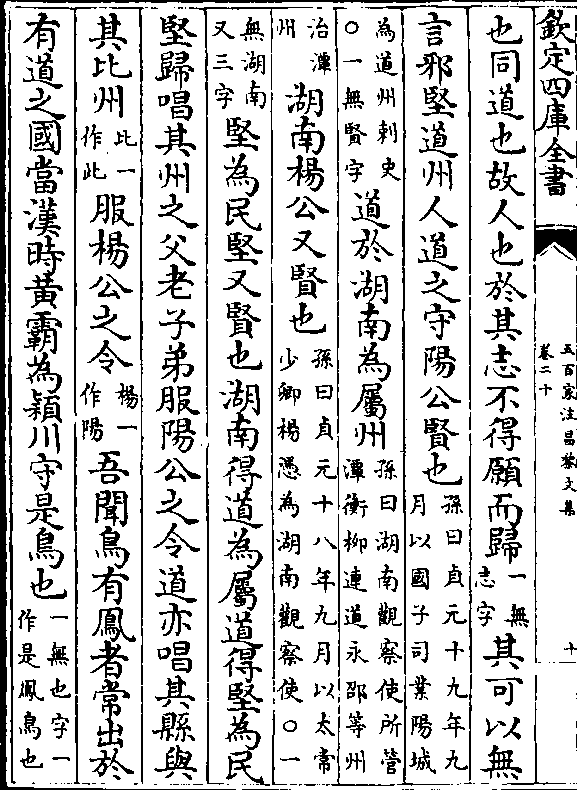 欽定四庫全書
五百家注昌黎文集
卷二十
十
也同道也故人也於其志不得願而歸一無志字其可以無
言邪堅道州人道之守陽公賢也孫曰貞元十九年九月以國子司業陽城
為道州刺史○一無賢字道於湖南為屬州孫曰湖南觀察使所管潭衡郴連道永邵等州
治潭州湖南楊公又賢也孫曰貞元十八年九月以太常少卿楊憑為湖南觀察使○一
無湖南又三字堅為民堅又賢也湖南得道為屬道得堅為民
堅歸唱其州之父老子弟服陽公之令道亦唱其縣與
其比州比一作此服楊公之令楊一作陽吾聞鳥有鳳者常出於
有道之國當漢時黃霸為潁川守是鳥也一無也字一作是鳳鳥也